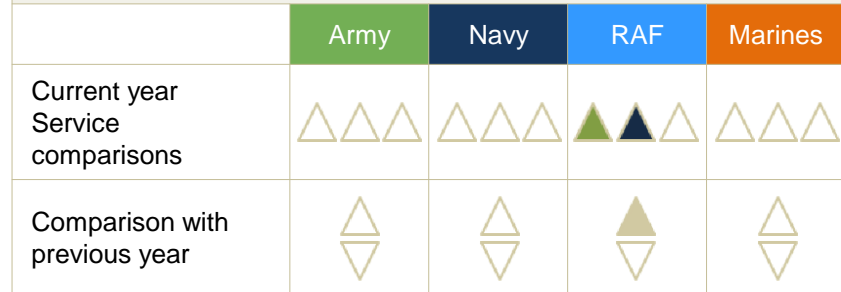 Army Navy RAF Marines
Current year
Service
comparisons
Comparison with
previous year